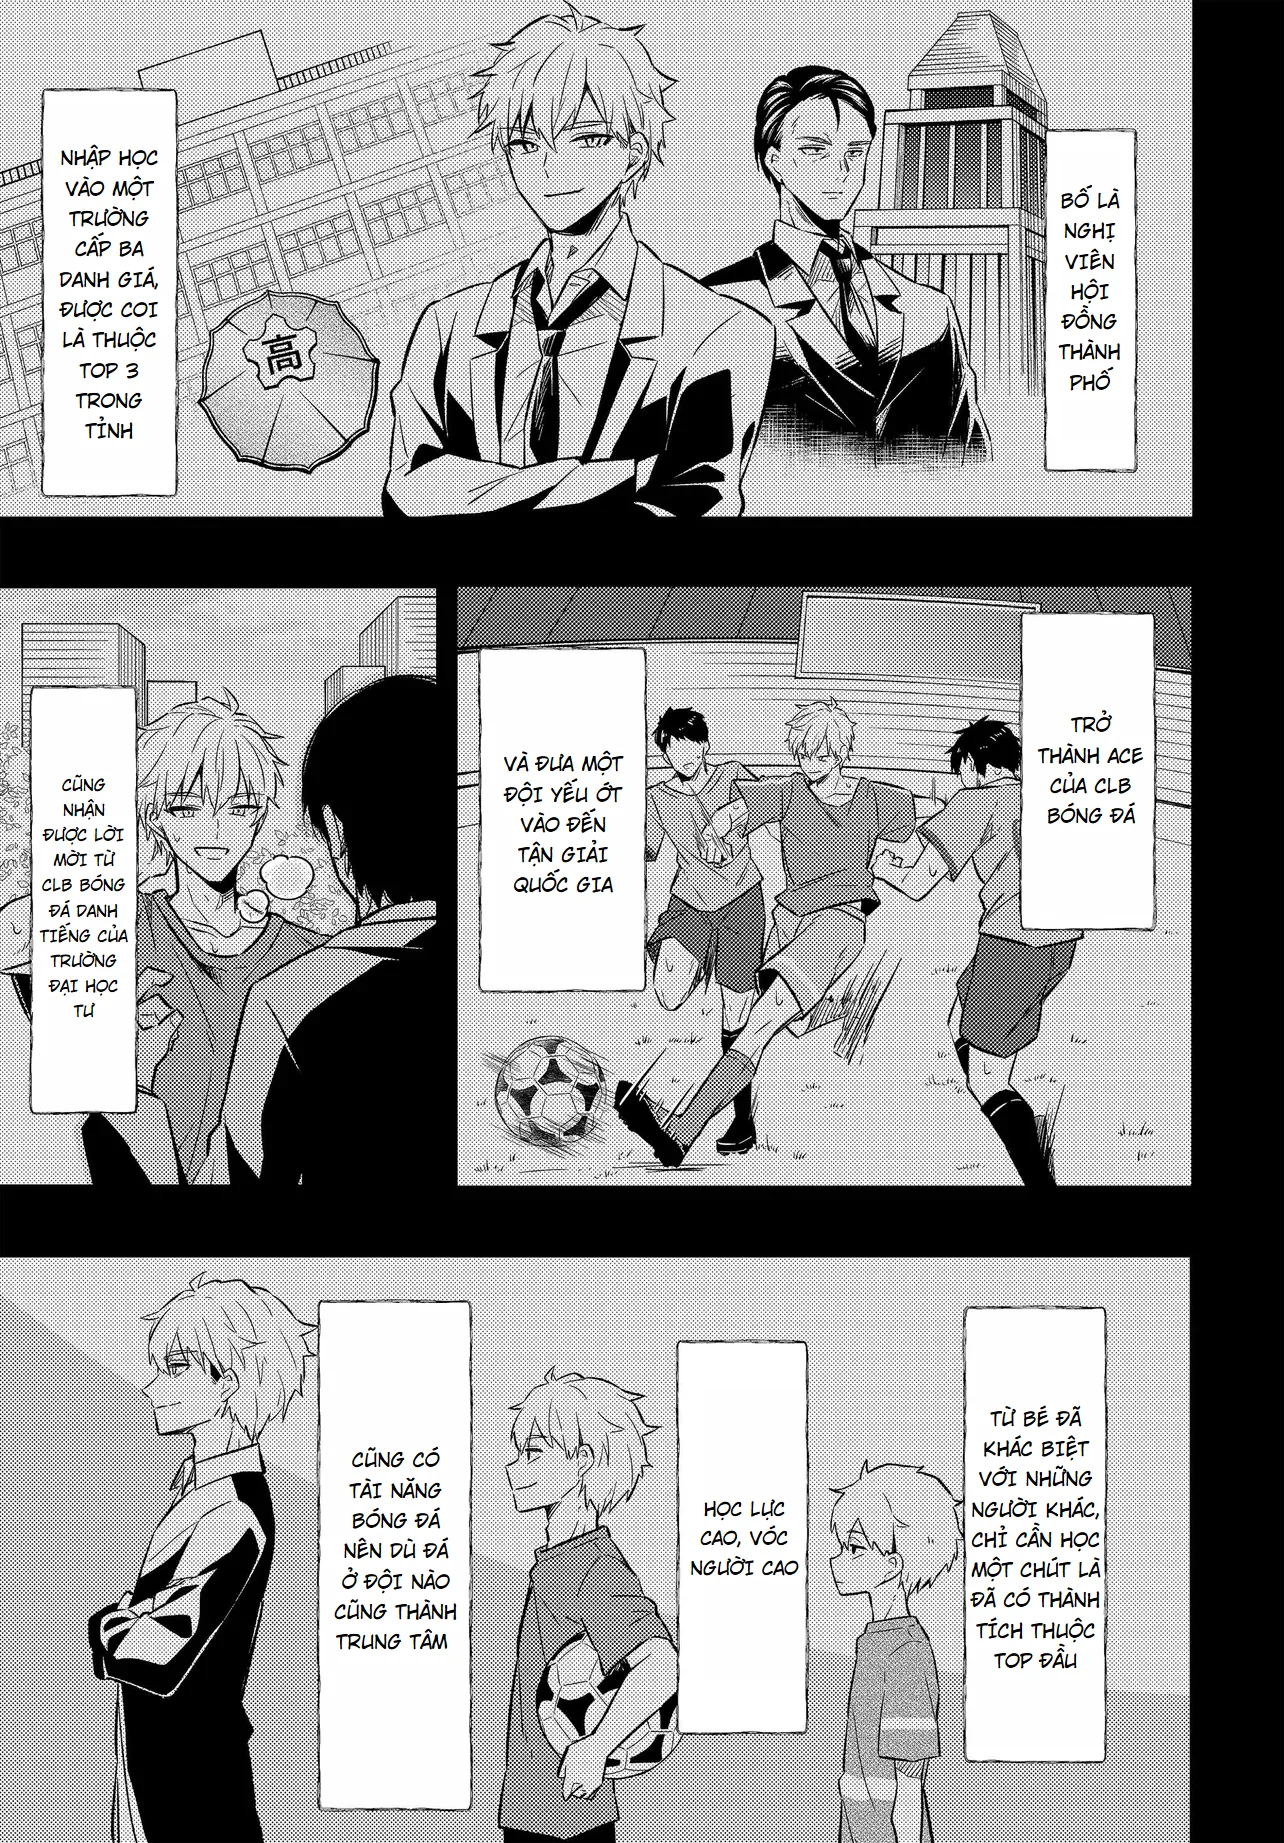 BỐ LÀ
NGHỊ
VIÊN
HỘI
ĐỒNG
THÀNH
PHỐ
NHẬP HỌC
VÀO MỘT
TRƯỜNG
CẤP BA
DANH GIÁ,
ĐƯỢC COI
LÀ THUỘC
TOP 3
TRONG
TỈNH
高
TRỞ
THÀNH ACE
CỦA CLB
BÓNG ĐÁ
VÀ ĐƯA MỘT
ĐỘI YẾU ỚT
VÀO ĐẾN
TẬN GIẢI
QUỐC GIA
CŨNG
NHẬN
ĐƯỢC LỜI
MỜI TỪ
CLB BÓNG
ĐÁ DANH
TIẾNG CỦA
TRƯỜNG
ĐẠI HỌC
TƯ
TỪ BÉ ĐÃ
KHÁC BIỆT
VỚI NHỮNG
NGƯỜI KHÁC,
CHỈ CẦN HỌC
MỘT CHÚT LÀ
ĐÃ CÓ THÀNH
TÍCH THUỘC
TOP ĐẦU
HỌC LỰC
CAO, VÓC
NGƯỜI CAO
CŨNG CÓ
TÀI NĂNG
BÓNG ĐÁ
NÊN DÙ ĐÁ
Ở ĐỘI NÀO
CŨNG THÀNH
TRUNG TÂM